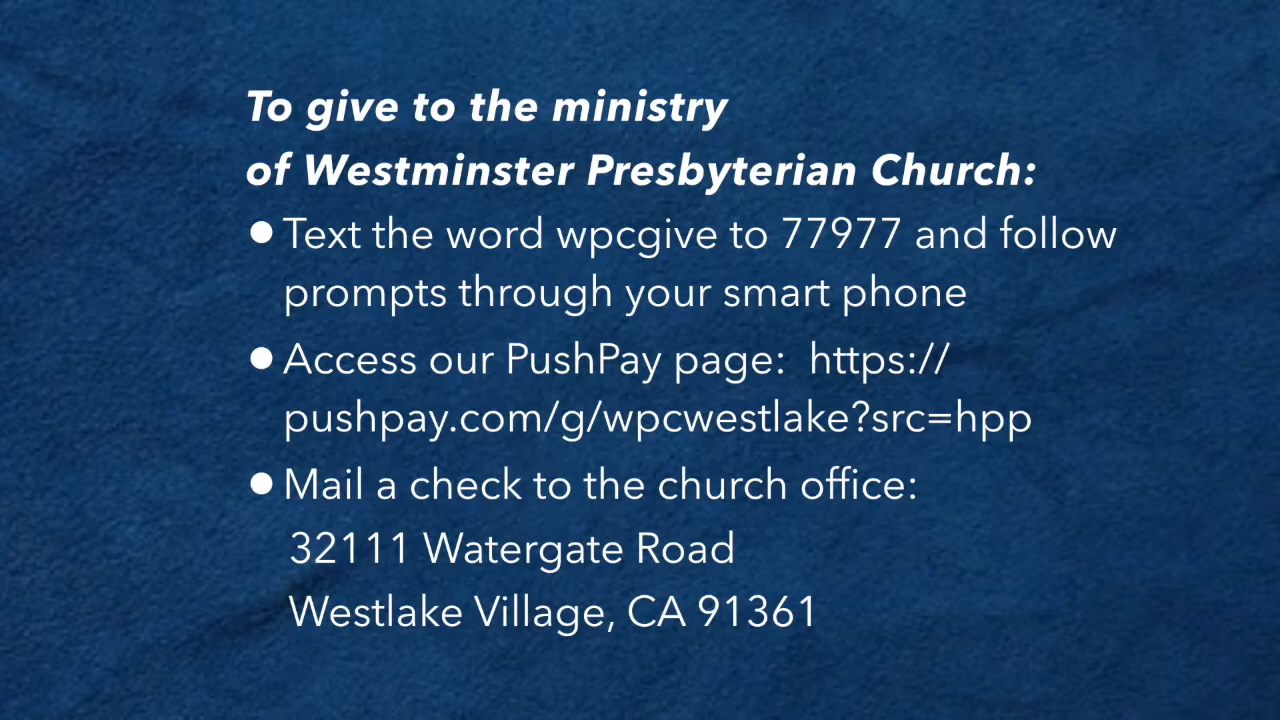 To give to the ministry
of Westminster Presbyterian Church:
● Text the word wpcgive to 77977 and follow
prompts through your smart phone
● Access our PushPay page:  https://
pushpay.com/g/wpcwestlake?src=hpp
● Mail a check to the church office:
32111 Watergate Road
Westlake Village, CA 91361